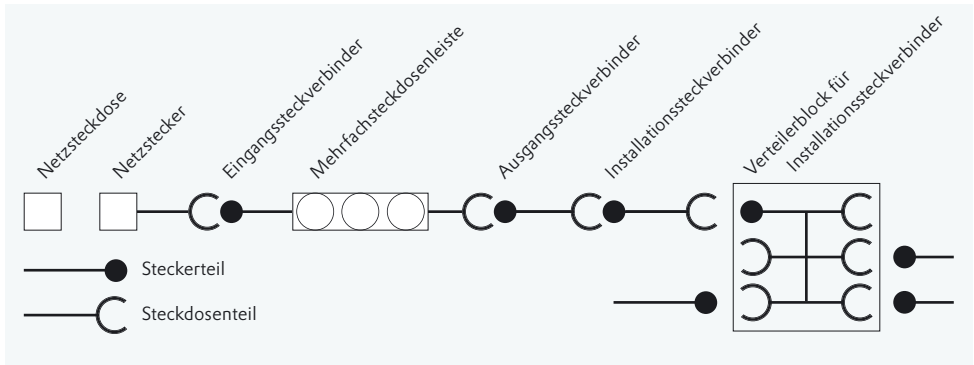 Netzsteckdose
Netzstecker
Eingangssteckverbinder
Mehrfachsteckdosenleiste
Ausgangssteckverbinder
Installationssteckverbinder
Verteilerblock für
Installationssteckverbinder
Steckerteil
Steckdosenteil